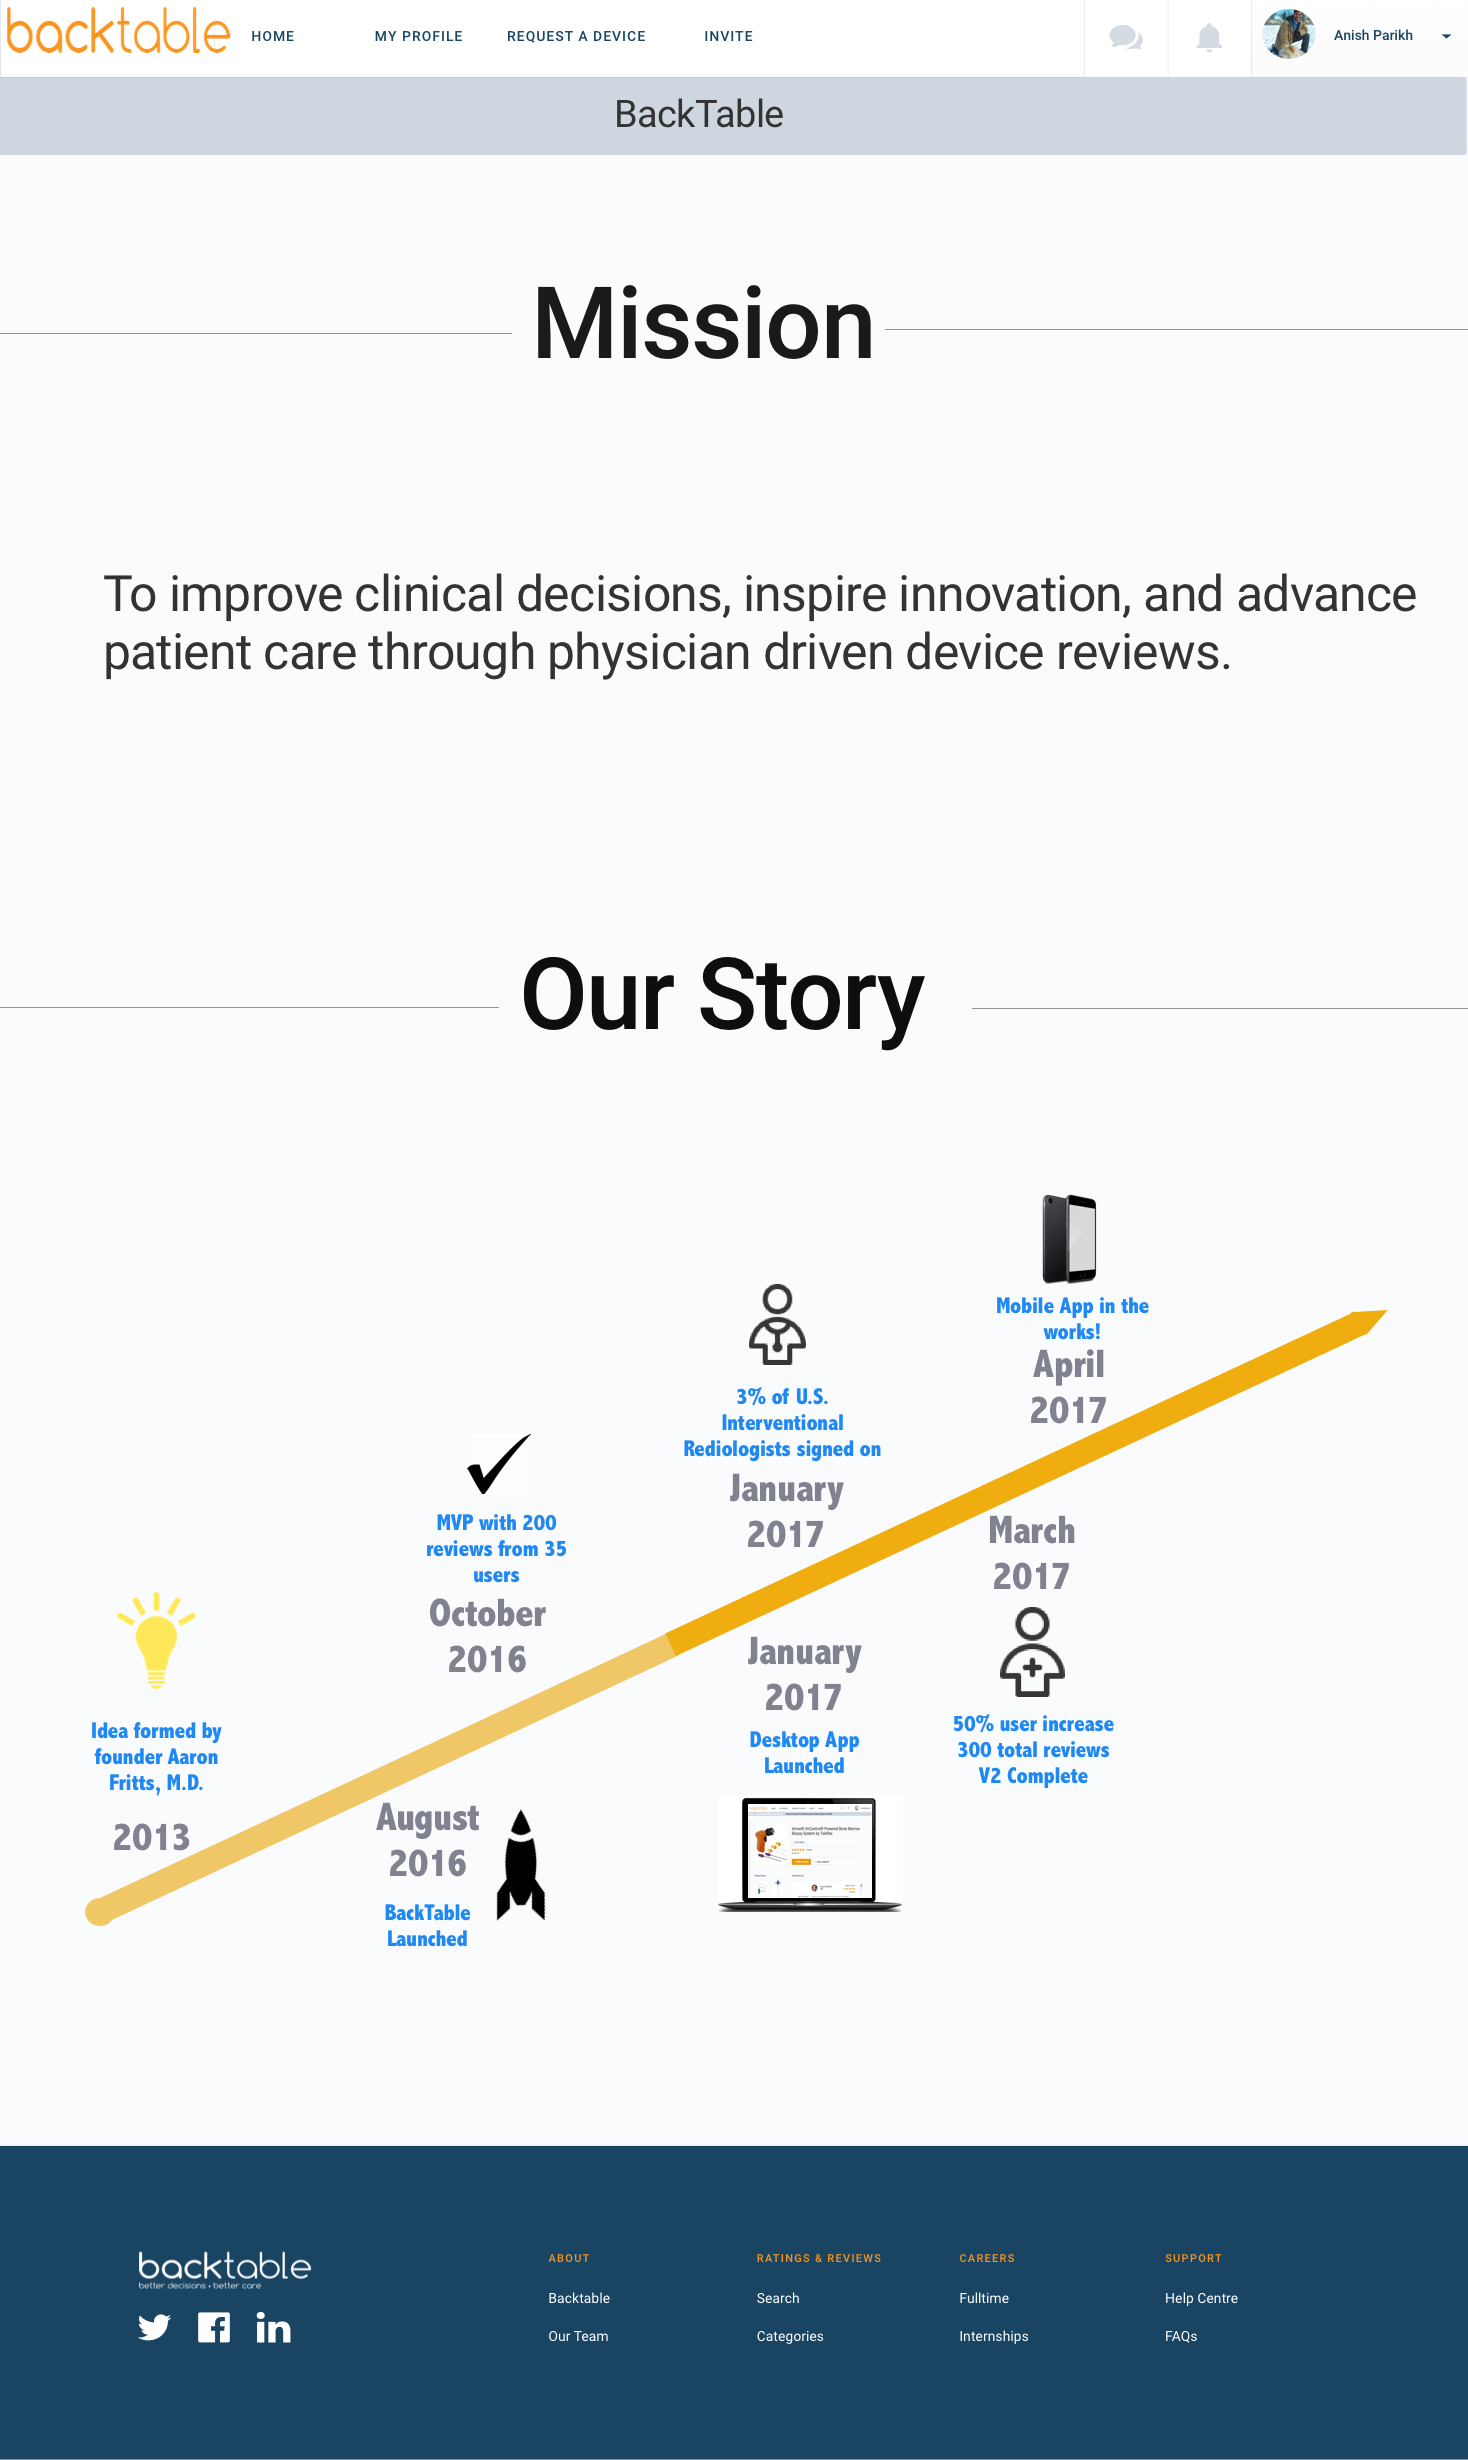 backtable
HOME
MY PROFILE
REQUEST A DEVICE
INVITE
Anish Parikh
BackTable
Mission
To improve clinical decisions, inspire innovation, and advance
patient care through physician driven device reviews.
Our Story
Idea formed by
founder Aaron
Fritts, M.D.
2013
August
2016
BackTable
Launched
MVP with 200
reviews from 35
users
October
2016
3% of U.S.
Interventional
Rediologists signed on
January
2017
January
2017
Desktop App
Launched
Mobile App in the
works!
April
2017
March
2017
50% user increase
300 total reviews
V2 Complete
backtable
better decisions • better care
ABOUT
Backtable
Our Team
RATINGS & REVIEWS
Search
Categories
CAREERS
Fulltime
Internships
SUPPORT
Help Centre
FAQs